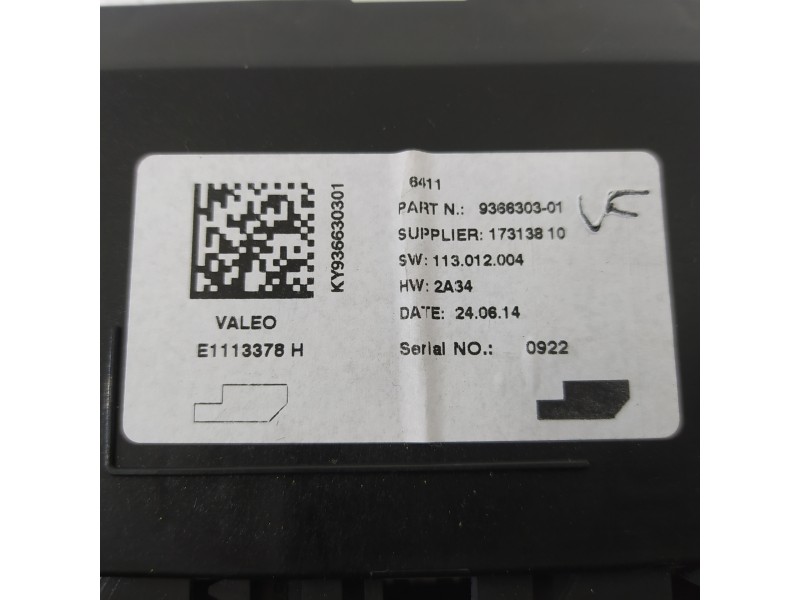 KY936630301
VALEO
E1113378 H
6411
PART N.: 9366303-01
SUPPLIER: 173138 10
SW: 113.012.004
HW: 2A34
DATE: 24.06.14
Serial NO.: 0922